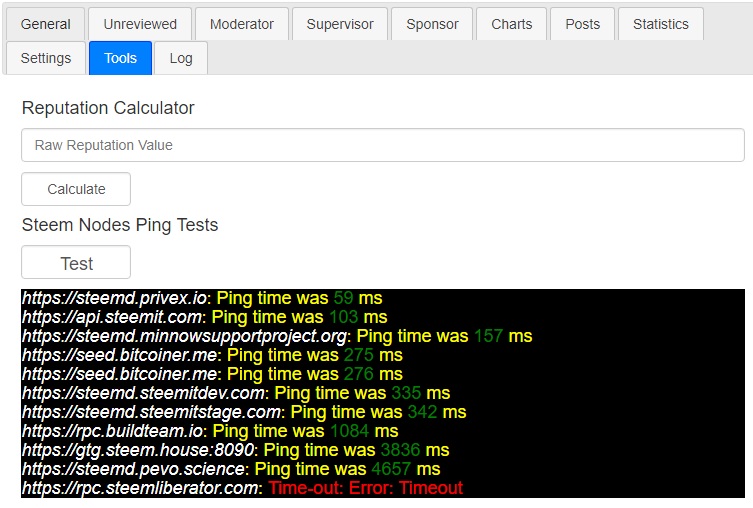 General Unreviewed Moderator Supervisor Sponsor Charts Posts Statistics
Settings Tools Log
Reputation Calculator
Raw Reputation Value
Calculate
Steem Nodes Ping Tests
Test
https://steemd.privex.io: Ping time was 59 ms
https://api.steemit.com: Ping time was 103 ms
https://steemd.minnowsupportproject.org: Ping time was 157 ms
https://seed.bitcoiner.me: Ping time was 275 ms
https://seed.bitcoiner.me: Ping time was 276 ms
https://steemd.steemitdev.com: Ping time was 335 ms
https://steemd.steemitstage.com: Ping time was 342 ms
https://rpc.buildteam.io: Ping time was 1084 ms
https://gtg.steem.house:8090: Ping time was 3836 ms
https://steemd.pevo.science: Ping time was 4657 ms
https://rpc.steemliberator.com: Time-out: Error: Timeout